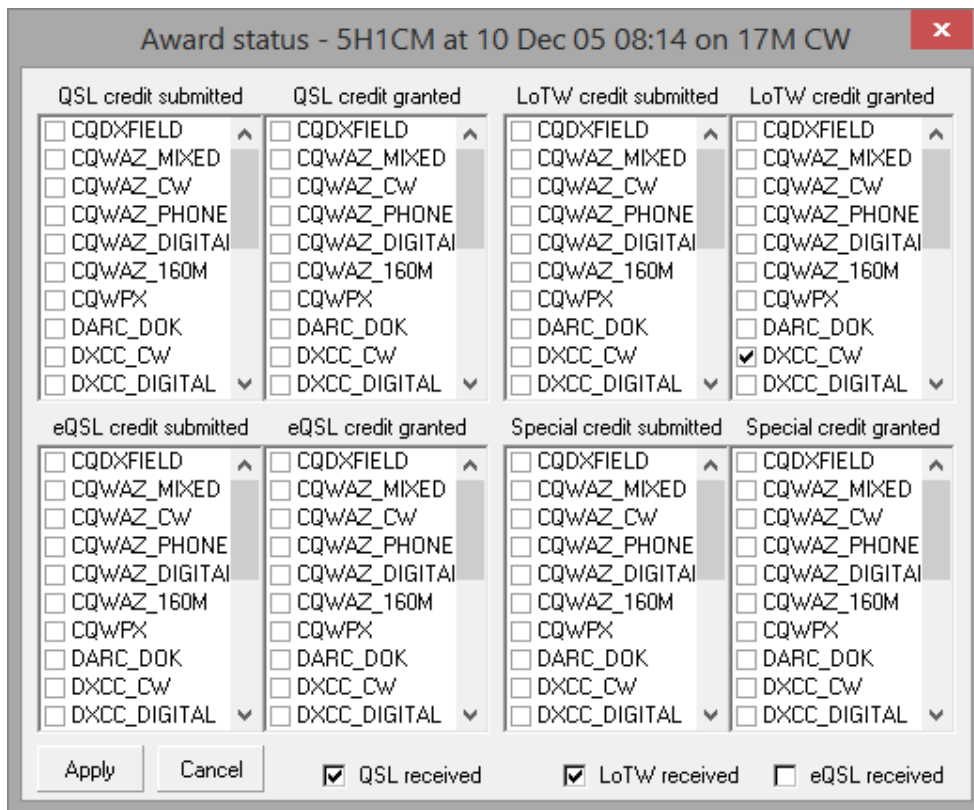 Award status - 5H1CM at 10 Dec 05 08:14 on 17M CW
QSL credit submitted QSL credit granted LoTW credit submitted LoTW credit granted
CQDXFIELD CQDXFIELD CQDXFIELD CQDXFIELD
CQWAZ_MIXED CQWAZ_MIXED CQWAZ_MIXED CQWAZ_MIXED
CQWAZ_CW CQWAZ_CW CQWAZ_CW CQWAZ_CW
CQWAZ_PHONE CQWAZ_PHONE CQWAZ_PHONE CQWAZ_PHONE
CQWAZ_DIGITAI CQWAZ_DIGITAI CQWAZ_DIGITAI CQWAZ_DIGITAI
CQWAZ_160M CQWAZ_160M CQWAZ_160M CQWAZ_160M
CQWPX CQWPX CQWPX CQWPX
DARC_DOK DARC_DOK DARC_DOK DARC_DOK
DXCC_CW DXCC_CW DXCC_CW DXCC_CW
DXCC_DIGITAL DXCC_DIGITAL DXCC_DIGITAL DXCC_DIGITAL
eQSL credit submitted eQSL credit granted Special credit submitted Special credit granted
CQDXFIELD CQDXFIELD CQDXFIELD CQDXFIELD
CQWAZ_MIXED CQWAZ_MIXED CQWAZ_MIXED CQWAZ_MIXED
CQWAZ_CW CQWAZ_CW CQWAZ_CW CQWAZ_CW
CQWAZ_PHONE CQWAZ_PHONE CQWAZ_PHONE CQWAZ_PHONE
CQWAZ_DIGITAI CQWAZ_DIGITAI CQWAZ_DIGITAI CQWAZ_DIGITAI
CQWAZ_160M CQWAZ_160M CQWAZ_160M CQWAZ_160M
CQWPX CQWPX CQWPX CQWPX
DARC_DOK DARC_DOK DARC_DOK DARC_DOK
DXCC_CW DXCC_CW DXCC_CW DXCC_CW
DXCC_DIGITAL DXCC_DIGITAL DXCC_DIGITAL DXCC_DIGITAL
Apply Cancel QSL received LoTW received eQSL received